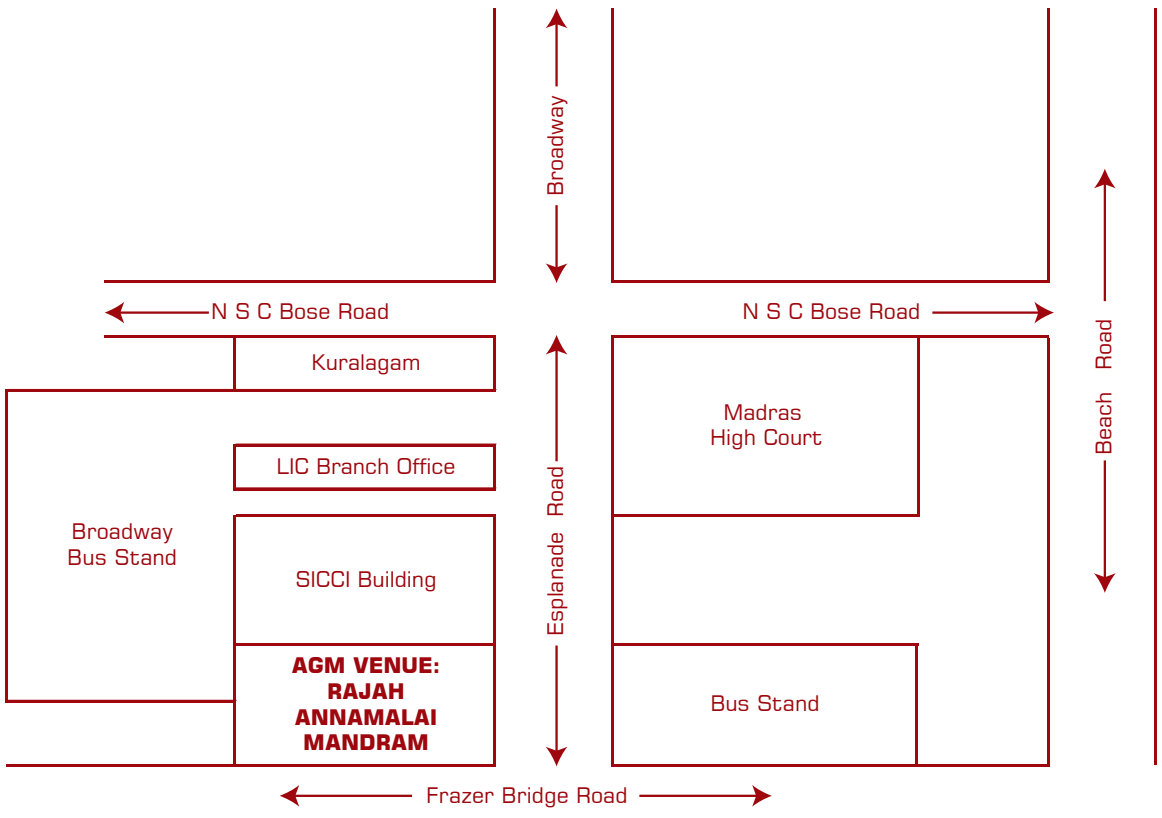 Broadway
N S C Bose Road
N S C Bose Road
Kuralagam
Madras
High Court
Beach Road
LIC Branch Office
Esplanade Road
Broadway
Bus Stand
SICCI Building
AGM VENUE:
RAJAH
ANNAMALAI
MANDRAM
Bus Stand
Frazer Bridge Road